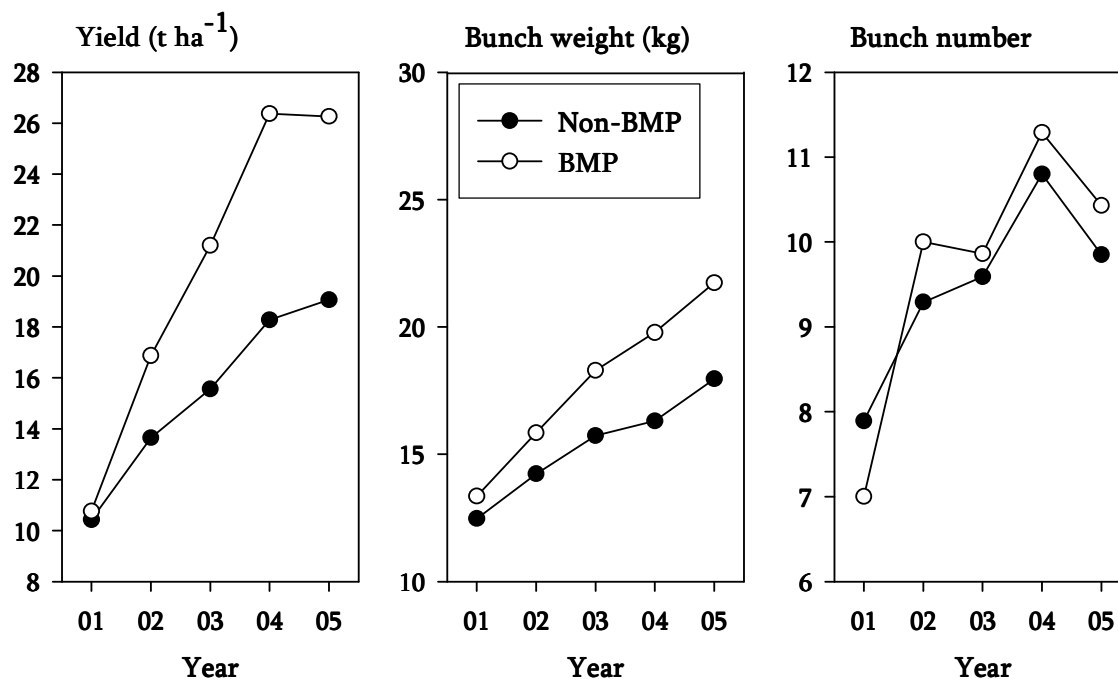 Yield (t ha-1)
28
26
24
22
20
18
16
14
12
10
8
01 02 03 04 05
Year
Bunch weight (kg)
30
25
20
15
10
Non-BMP
BMP
01 02 03 04 05
Year
Bunch number
12
11
10
9
8
7
6
01 02 03 04 05
Year